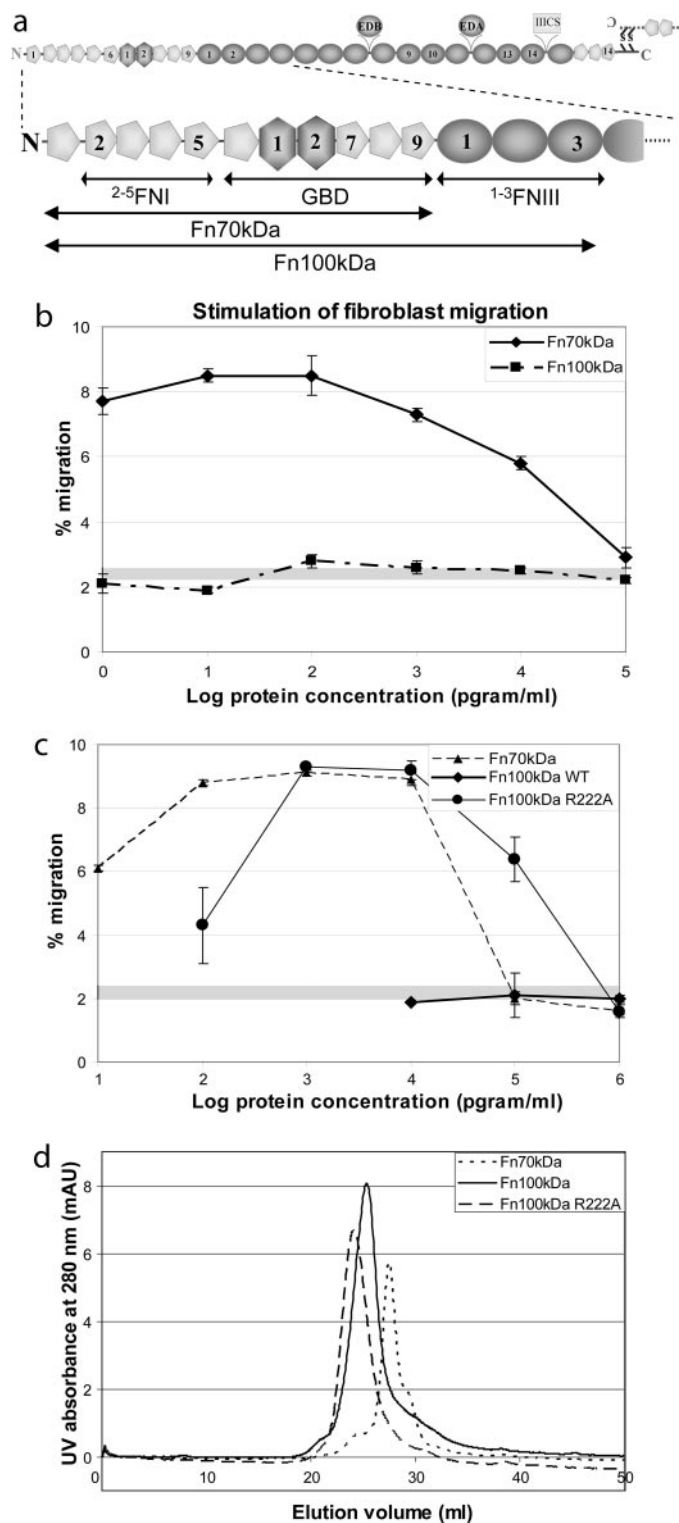 a
EDB EDA IIICS C
N 1 6 1 2 9 1 2 9 10 13 14 14 S S C
N 2 5 1 2 7 9 1 3
2-5FNI GBD 1-3FNIII
Fn70kDa
Fn100kDa
b
Stimulation of fibroblast migration
Fn70kDa
Fn100kDa
% migration
10
8
6
4
2
0
0 1 2 3 4 5
Log protein concentration (pgram/ml)
c
Fn70kDa
Fn100kDa WT
Fn100kDa R222A
% migration
10
8
6
4
2
0
1 2 3 4 5 6
Log protein concentration (pgram/ml)
d
Fn70kDa
Fn100kDa
Fn100kDa R222A
UV absorbance at 280 nm (mAU)
8
6
4
2
0
0 10 20 30 40 50
Elution volume (ml)